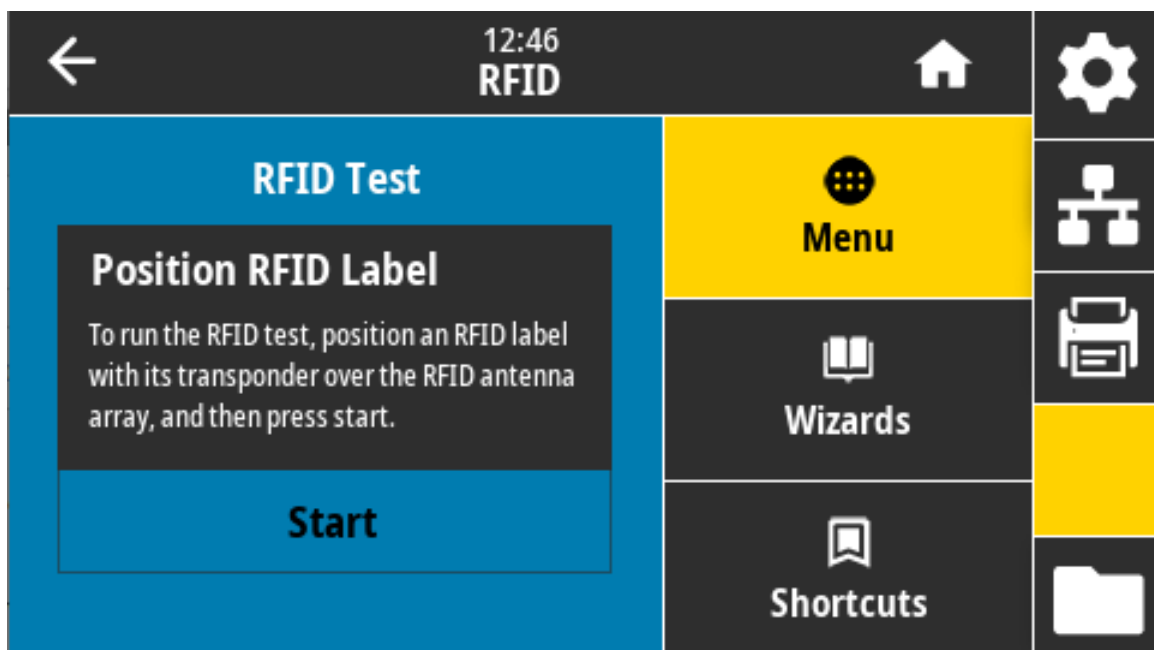 12:46
RFID
RFID Test
Position RFID Label
To run the RFID test, position an RFID label
with its transponder over the RFID antenna
array, and then press start.
Start
Menu
Wizards
Shortcuts